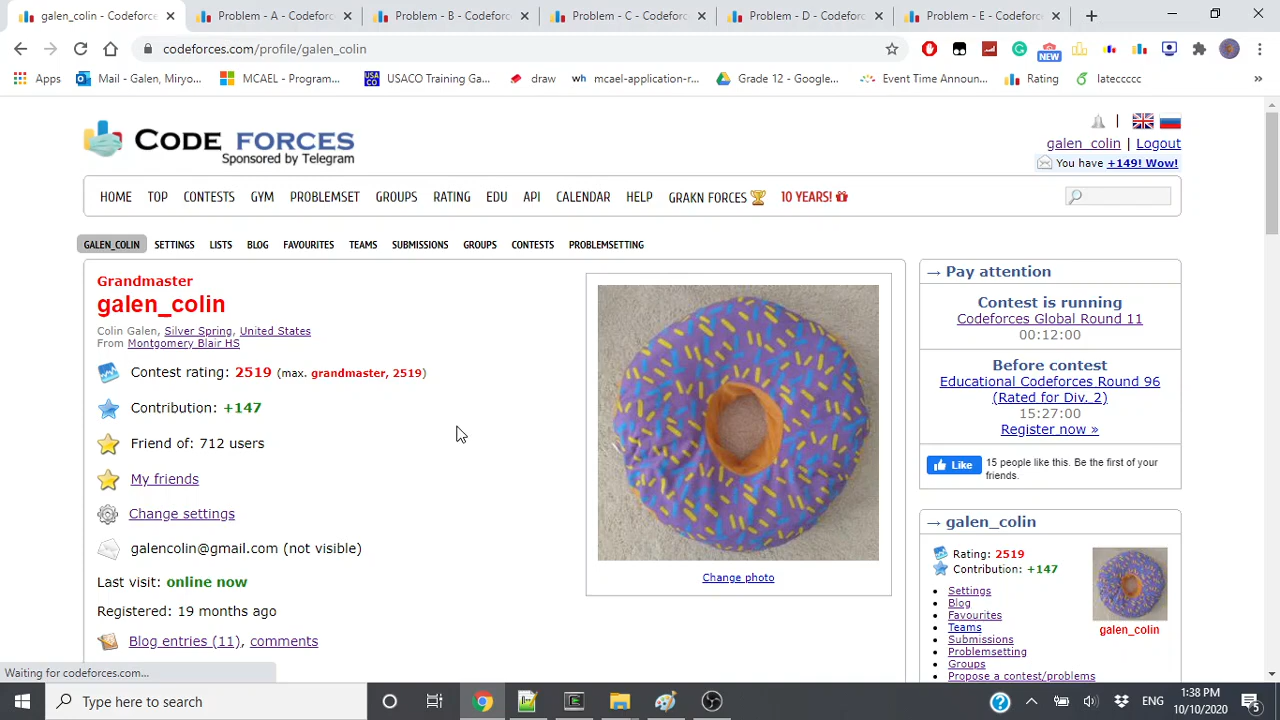 galen_colin - Codeforc
Problem - A - Codeforc
Problem - B - Codeforc
Problem - C - Codeforc
Problem - D - Codeforc
Problem - E - Codeforc
codeforces.com/profile/galen_colin
NEW
Apps
Mail - Galen, Miryo...
MCAEL - Program...
USACO Training Ga...
draw
wh mcael-application-r...
Grade 12 - Google...
Event Time Announ...
Rating
lateccccc
CODE FORCES
Sponsored by Telegram
galen_colin | Logout
You have +149! Wow!
HOME TOP CONTESTS GYM PROBLEMSET GROUPS RATING EDU API CALENDAR HELP GRAKN FORCES 10 YEARS!
GALEN_COLIN SETTINGS LISTS BLOG FAVOURITES TEAMS SUBMISSIONS GROUPS CONTESTS PROBLEMSETTING
Grandmaster
galen_colin
Colin Galen, Silver Spring, United States
From Montgomery Blair HS
Contest rating: 2519 (max. grandmaster, 2519)
Contribution: +147
Friend of: 712 users
My friends
Change settings
galencolin@gmail.com (not visible)
Last visit: online now
Registered: 19 months ago
Blog entries (11), comments
Change photo
→ Pay attention
Contest is running
Codeforces Global Round 11
00:12:00
Before contest
Educational Codeforces Round 96
(Rated for Div. 2)
15:27:00
Register now »
Like
15 people like this. Be the first of your
friends.
→ galen_colin
Rating: 2519
Contribution: +147
Settings
Blog
Favourites
Teams
Submissions
Problemsetting
Groups
Propose a contest/problems
galen_colin
Waiting for codeforces.com...
Type here to search
ENG
1:38 PM
10/10/2020
5